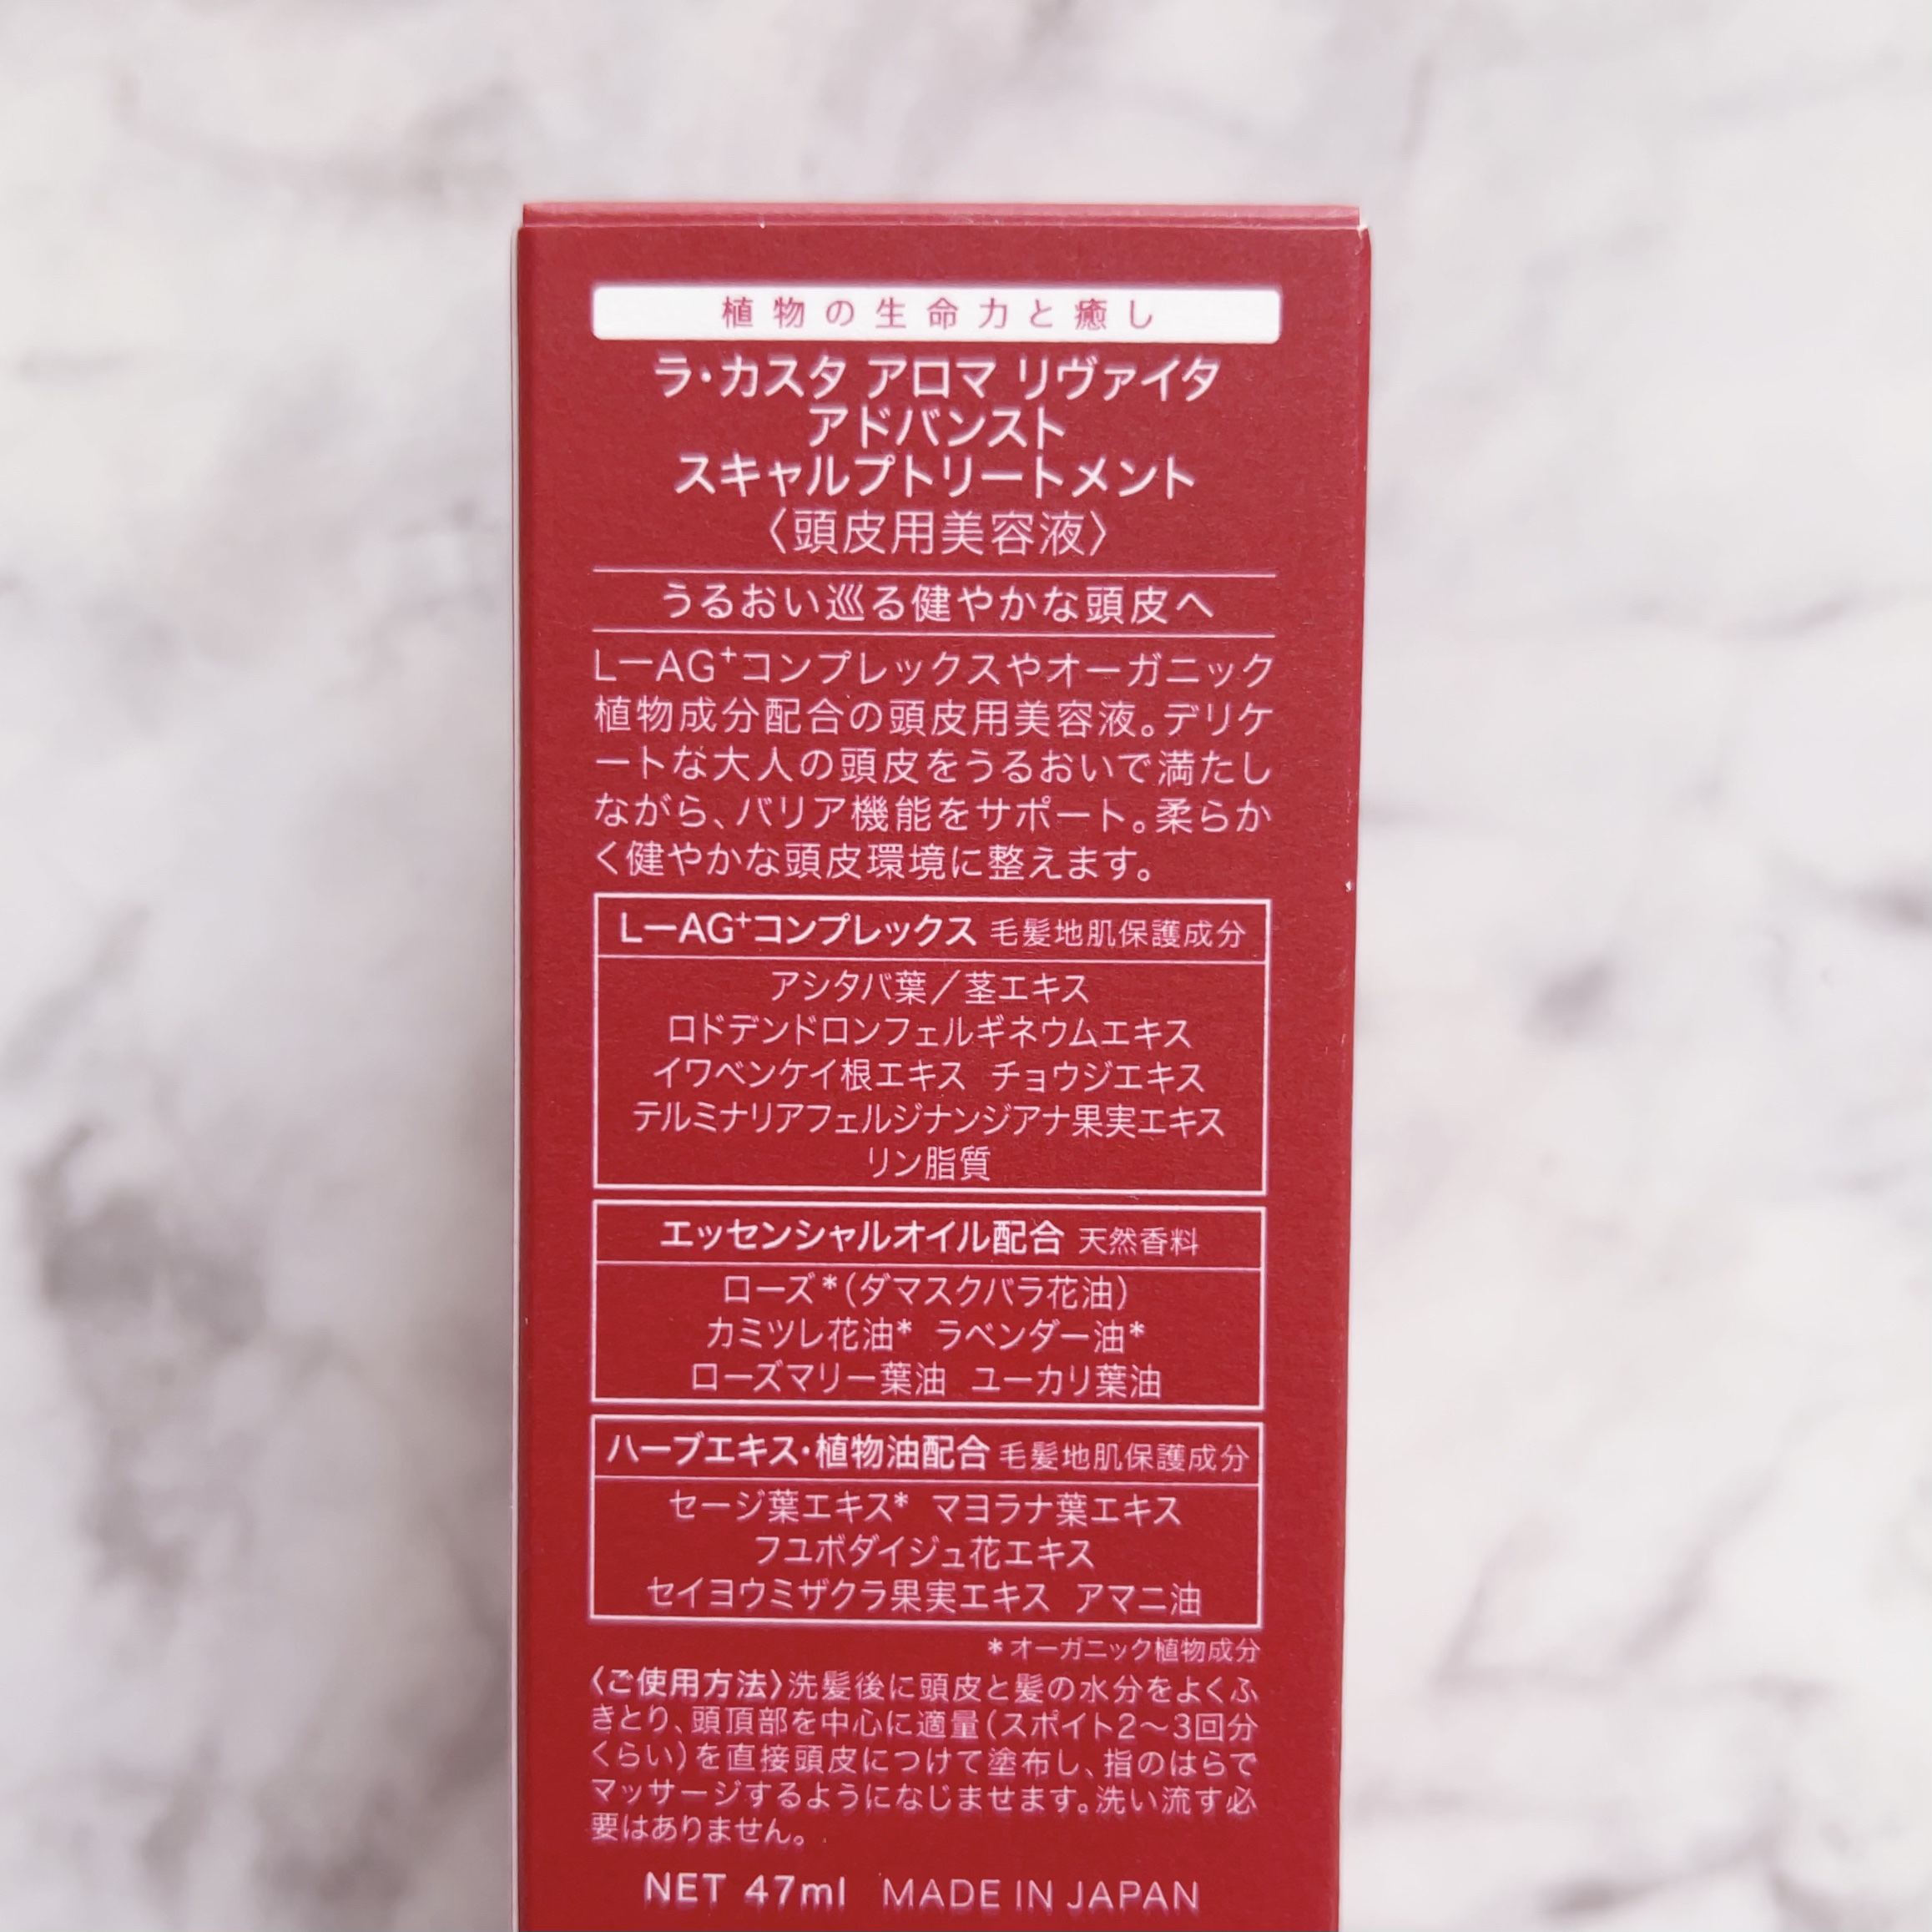 植物の生命力と癒し
ラ・カスタ アロマ リヴァイタ
アドバンスト
スキャルプトリートメント
〈頭皮用美容液〉
うるおい巡る健やかな頭皮へ
L−AG⁺コンプレックスやオーガニック
植物成分配合の頭皮用美容液。デリケ
ートな大人の頭皮をうるおいで満たし
ながら、バリア機能をサポート。柔らか
く健やかな頭皮環境に整えます。
L−AG⁺コンプレックス 毛髪地肌保護成分
アシタバ葉／茎エキス
ロドデンドロンフェルギネウムエキス
イワベンケイ根エキス チョウジエキス
テルミナリアフェルジナンジアナ果実エキス
リン脂質
エッセンシャルオイル配合 天然香料
ローズ*(ダマスクバラ花油)
カミツレ花油* ラベンダー油*
ローズマリー葉油 ユーカリ葉油
ハーブエキス・植物油配合 毛髪地肌保護成分
セージ葉エキス* マヨラナ葉エキス
フユボダイジュ花エキス
セイヨウミザクラ果実エキス アマニ油
*オーガニック植物成分
〈ご使用方法〉洗髪後に頭皮と髪の水分をよくふ
きとり、頭頂部を中心に適量(スポイト2〜3回分
くらい)を直接頭皮につけて塗布し、指のはらで
マッサージするようになじませます。洗い流す必
要はありません。
NET 47ml MADE IN JAPAN